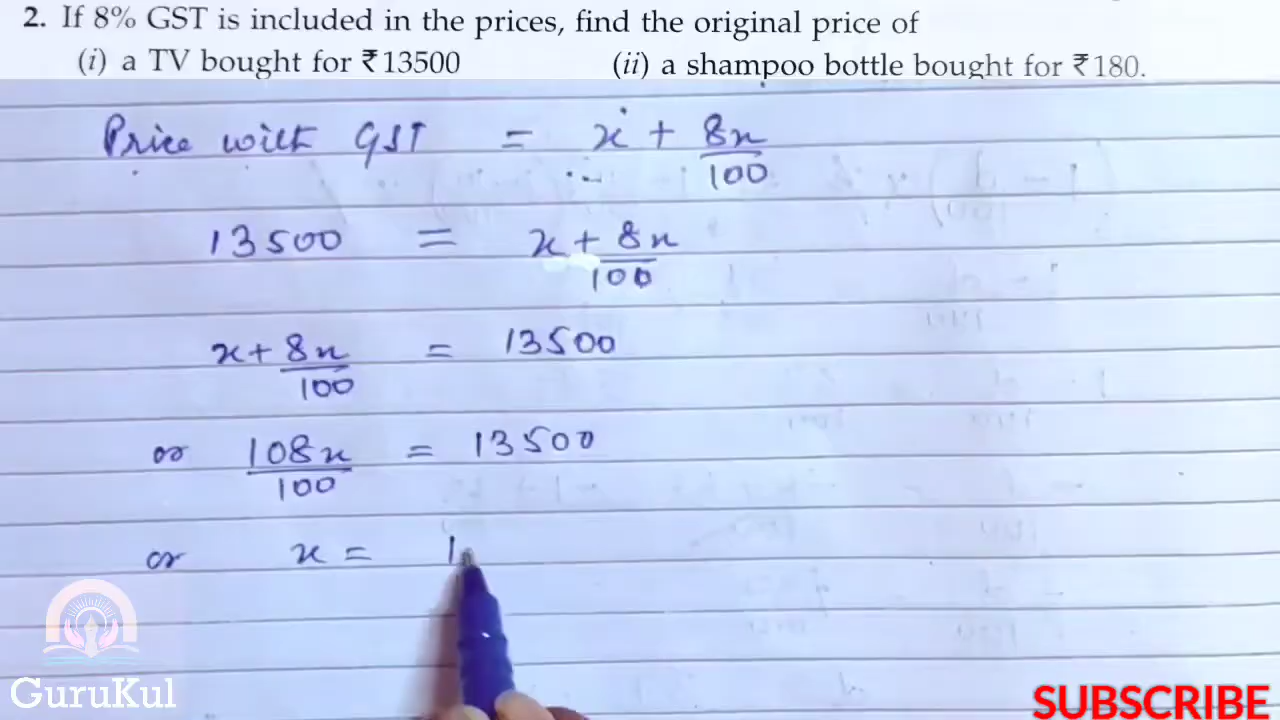 2. If 8% GST is included in the prices, find the original price of
(i) a TV bought for ₹13500 (ii) a shampoo bottle bought for ₹180.
Price with GST = x + 8x/100
13500 = x + 8x/100
x + 8x/100 = 13500
or 108x/100 = 13500
or x = 1
GuruKul
SUBSCRIBE